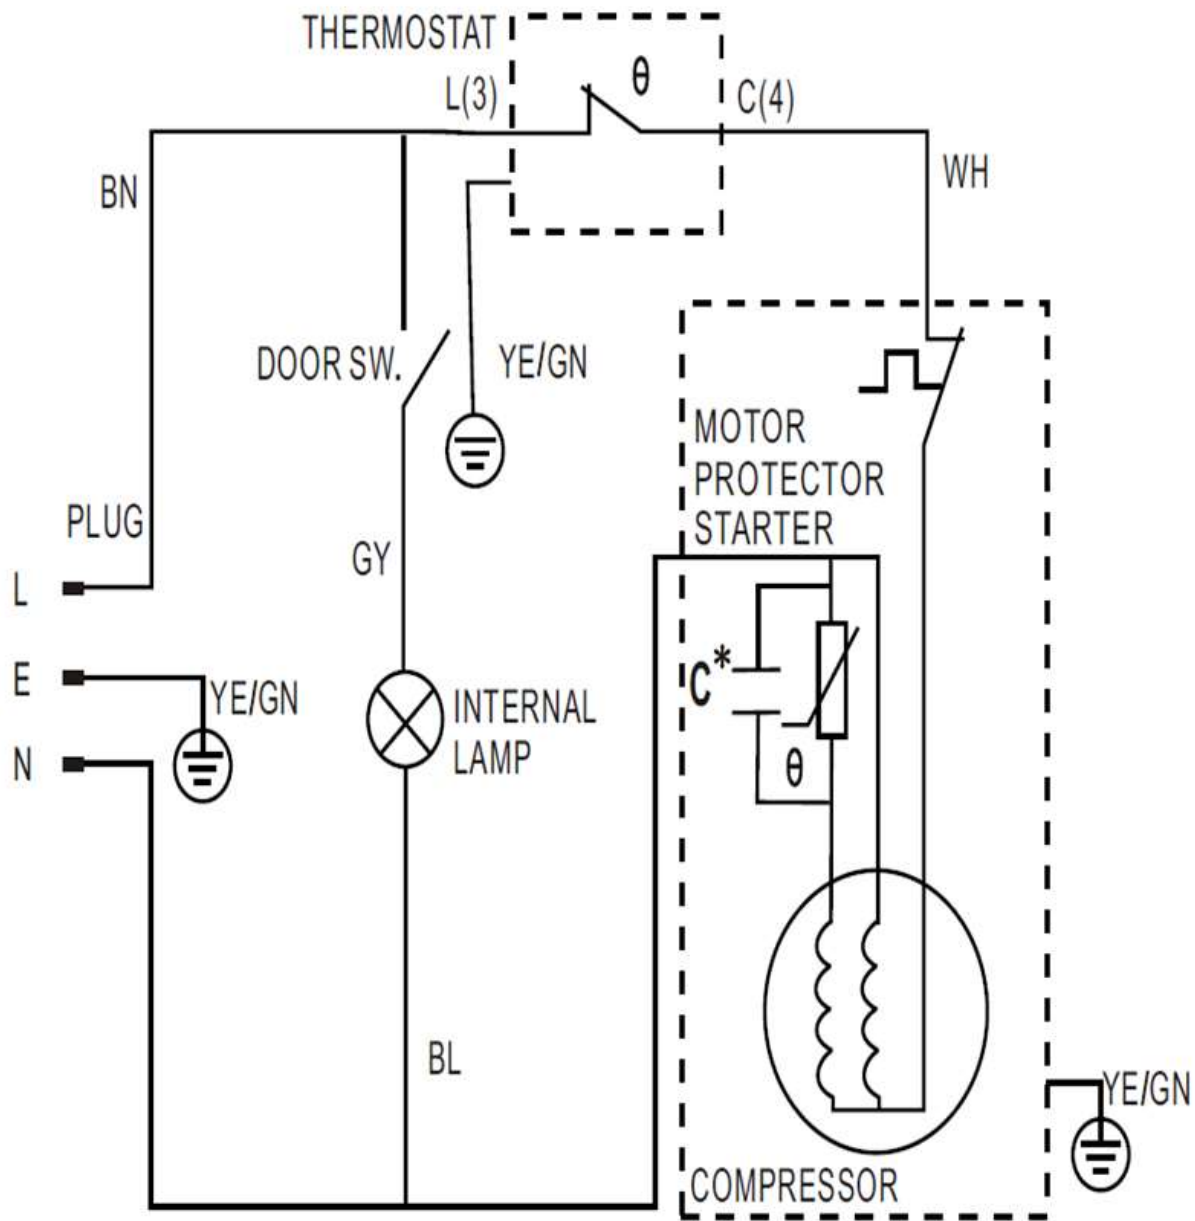 THERMOSTAT
θ
L(3)
C(4)
BN
WH
DOOR SW.
YE/GN
MOTOR
PROTECTOR
STARTER
PLUG
GY
L
C*
E
YE/GN
INTERNAL
LAMP
N
θ
BL
YE/GN
COMPRESSOR